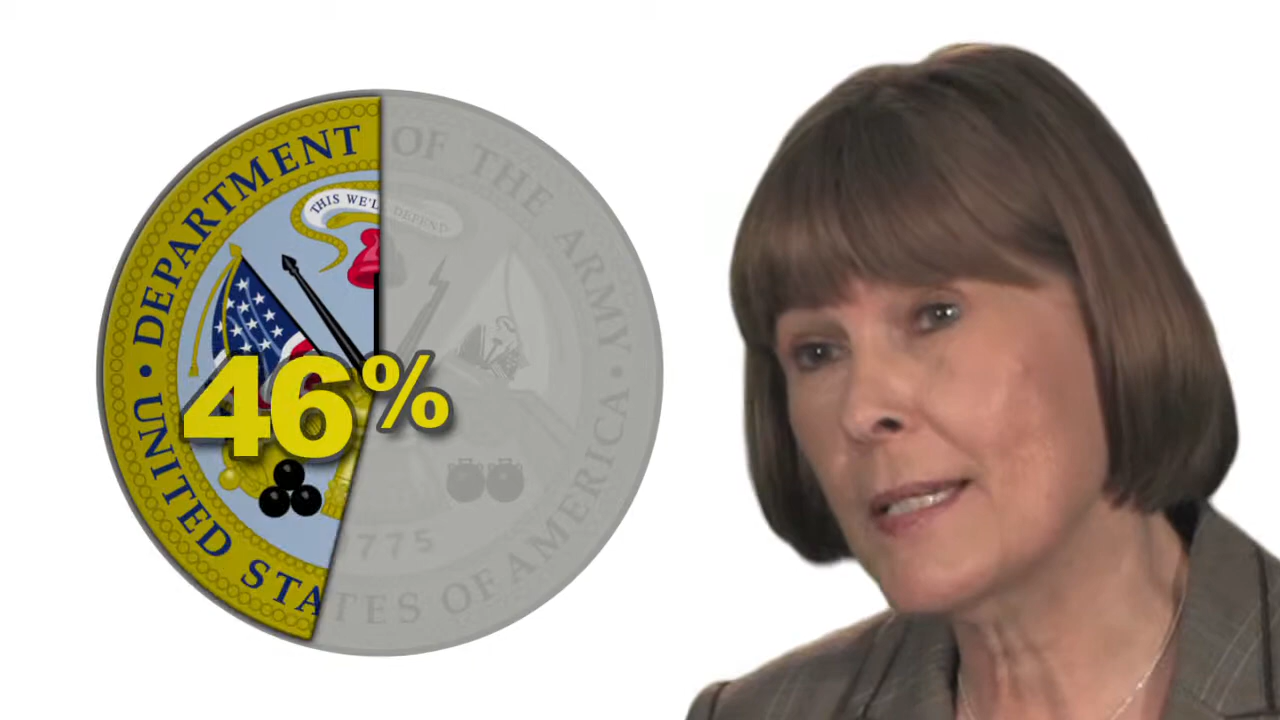 DEPARTMENT OF THE ARMY
THIS WE'LL DEFEND
46%
1775
UNITED STATES OF AMERICA